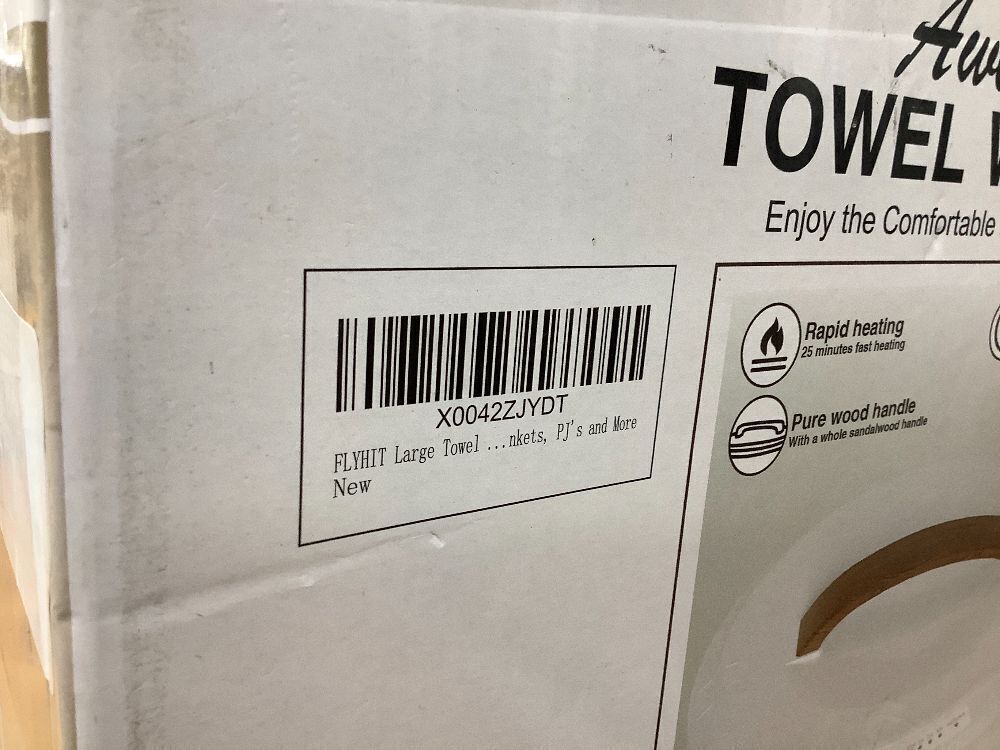 TOWEL
Enjoy the Comfortable
Rapid heating
25 minutes fast heating
Pure wood handle
With a whole sandalwood handle
X0042ZJYDT
FLYHIT Large Towel ...nkets, PJ's and More
New